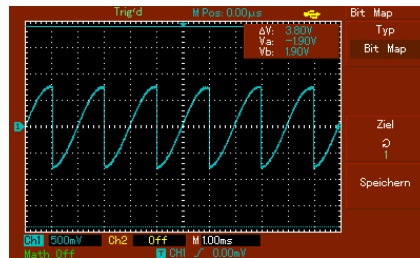 Trig'd M Pos: 0.00µs Bit Map
ΔV: 3.80V
Va: -1.90V
Vb: 1.90V
Typ
Bit Map
Ziel
1
Speichern
Ch1 500mV Ch2 Off M 1.00ms
Math Off T CH1 0.00mV